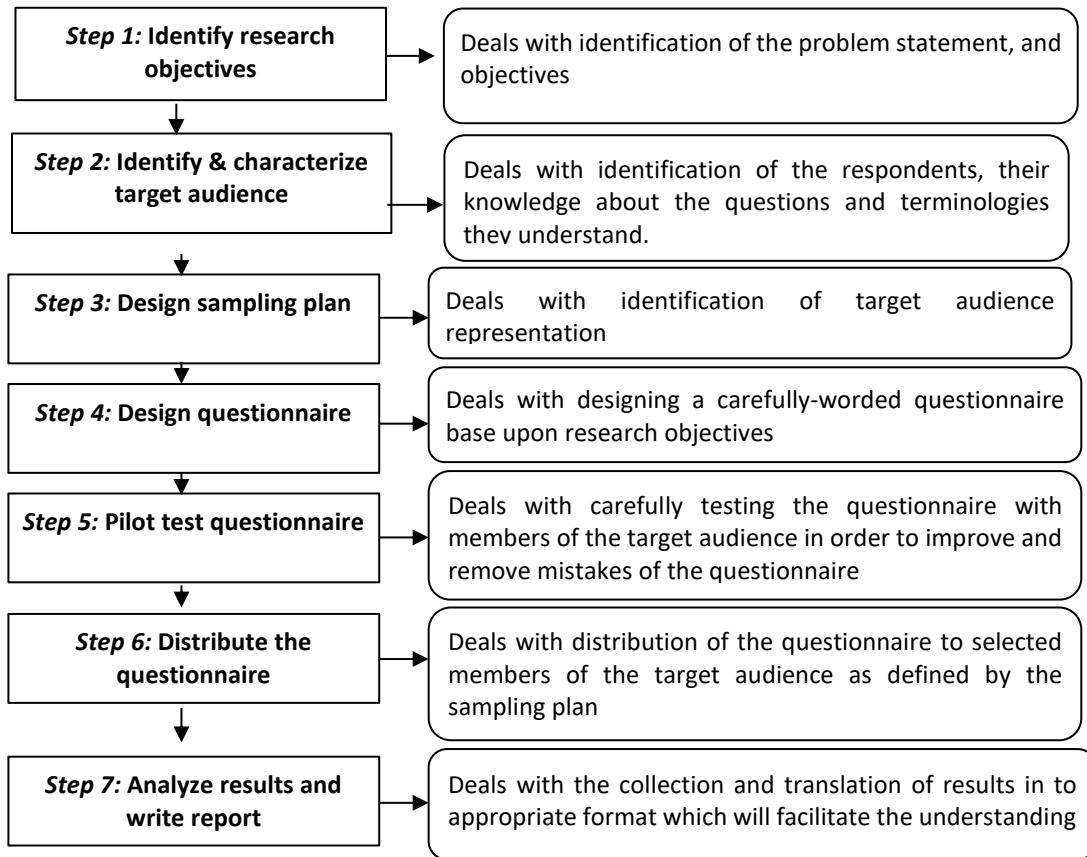 Step 1: Identify research
objectives
Deals with identification of the problem statement, and
objectives
Step 2: Identify & characterize
target audience
Deals with identification of the respondents, their
knowledge about the questions and terminologies
they understand.
Step 3: Design sampling plan
Deals with identification of target audience
representation
Step 4: Design questionnaire
Deals with designing a carefully-worded questionnaire
base upon research objectives
Step 5: Pilot test questionnaire
Deals with carefully testing the questionnaire with
members of the target audience in order to improve and
remove mistakes of the questionnaire
Step 6: Distribute the
questionnaire
Deals with distribution of the questionnaire to selected
members of the target audience as defined by the
sampling plan
Step 7: Analyze results and
write report
Deals with the collection and translation of results in to
appropriate format which will facilitate the understanding